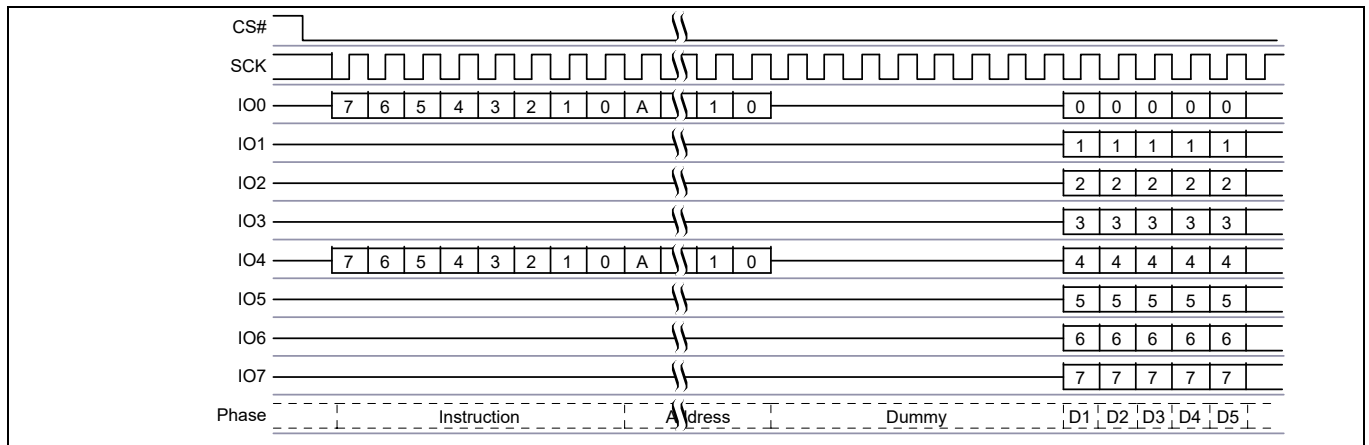 CS#
SCK
IO0 7 6 5 4 3 2 1 0 A 1 0 0 0 0 0 0
IO1 1 1 1 1 1
IO2 2 2 2 2 2
IO3 3 3 3 3 3
IO4 7 6 5 4 3 2 1 0 A 1 0 4 4 4 4 4
IO5 5 5 5 5 5
IO6 6 6 6 6 6
IO7 7 7 7 7 7
Phase Instruction Address Dummy D1 D2 D3 D4 D5